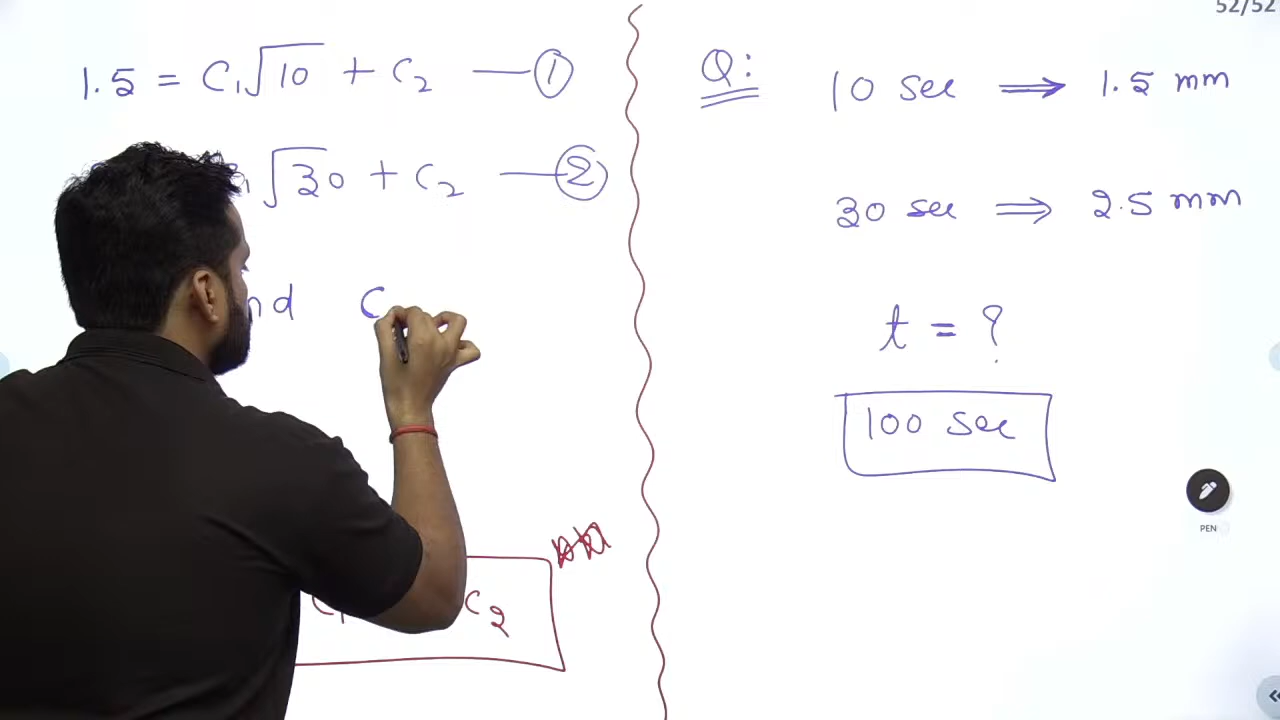 52/52
1.5 = C₁√10 + C₂ — ①
√30 + C₂ — ②
nd C
C₂
Q:
10 sec ⟹ 1.5 mm
30 sec ⟹ 2.5 mm
t = ?
100 sec
PEN